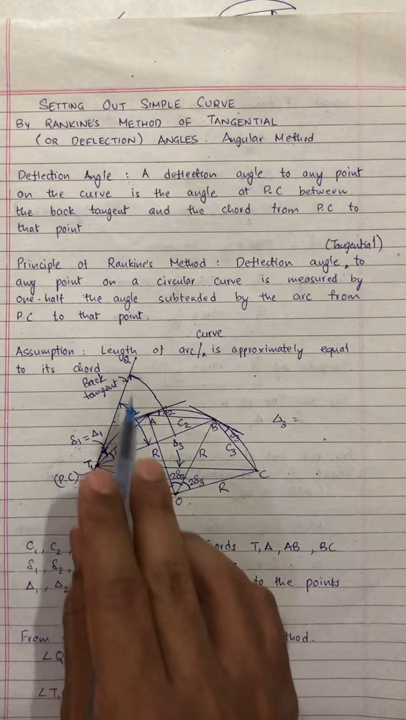 SETTING OUT SIMPLE CURVE
BY RANKINE'S METHOD OF TANGENTIAL
(OR DEFLECTION) ANGLES. Angular Method
Deflection Angle : A deflection angle to any point
on the curve is the angle at P.C between
the back tangent and the chord from P.C to
that point
(Tangential)
Principle of Rankine's Method : Deflection angle, to
any point on a circular curve is measured by
one-half the angle subtended by the arc from
P.C to that point.
curve
Assumption : Length of arc/ is approximately equal
to its chord
Back
tangent
δ₁ = Δ₁
A
C₂
B
Δ₃
C₃
Δ₃ =
R
R
(P.C)
2δ₂
2δ₃
R
C
O
C₁, C₂
ords T₁A, AB, BC
δ₁, δ₂
Δ₁, Δ₂
to the points
From
thod.
∠Q
∠T₁